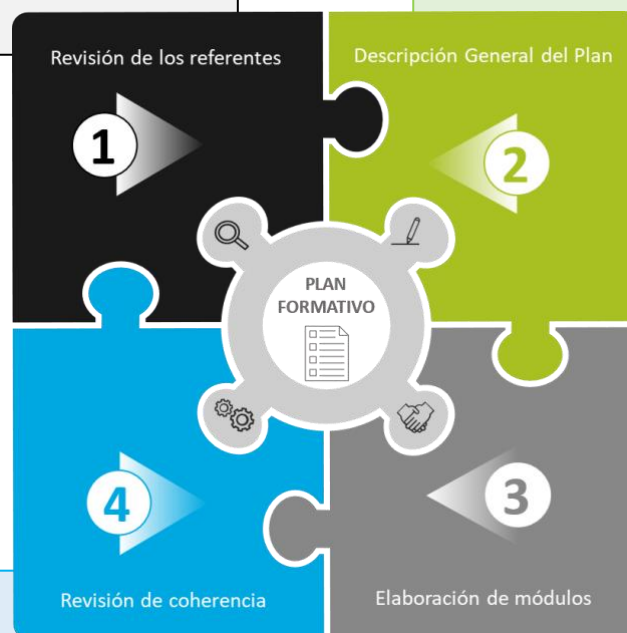 Revisión de los referentes
1
Descripción General del Plan
2
PLAN
FORMATIVO
4
Revisión de coherencia
3
Elaboración de módulos